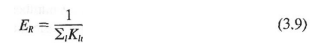 E_R = 1 / Σ_l K_lt (3.9)